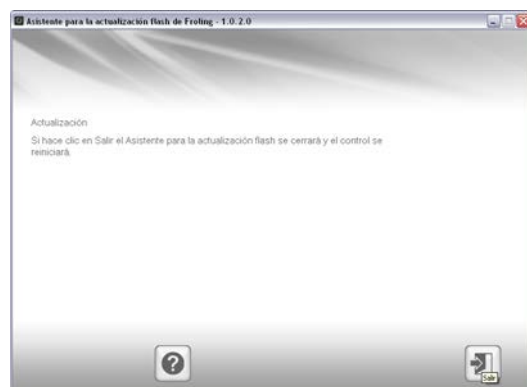 Asistente para la actualización flash de Froling - 1.0.2.0
Actualización
Si hace clic en Salir el Asistente para la actualización flash se cerrará y el control se
reiniciará.
Salir